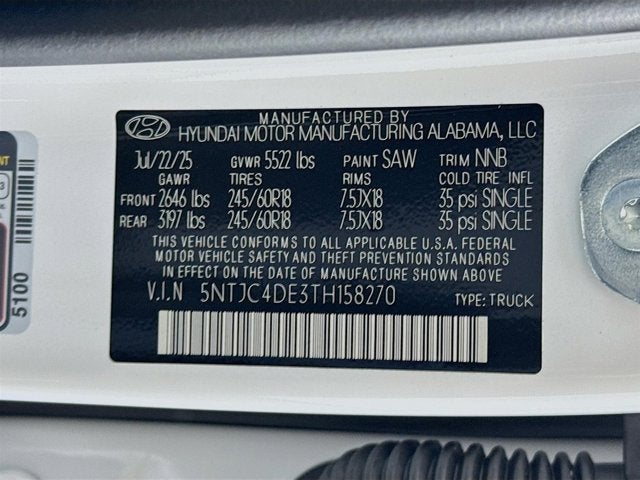 MANUFACTURED BY
HYUNDAI MOTOR MANUFACTURING ALABAMA, LLC
Jul/22/25 GVWR 5522 lbs PAINT SAW TRIM NNB
GAWR TIRES RIMS COLD TIRE INFL
FRONT 2646 lbs 245/60R18 7.5JX18 35 psi SINGLE
REAR 3197 lbs 245/60R18 7.5JX18 35 psi SINGLE
THIS VEHICLE CONFORMS TO ALL APPLICABLE U.S.A. FEDERAL
MOTOR VEHICLE SAFETY AND THEFT PREVENTION STANDARDS
IN EFFECT ON THE DATE OF MANUFACTURE SHOWN ABOVE.
V.I.N 5NTJC4DE3TH158270 TYPE: TRUCK
5100